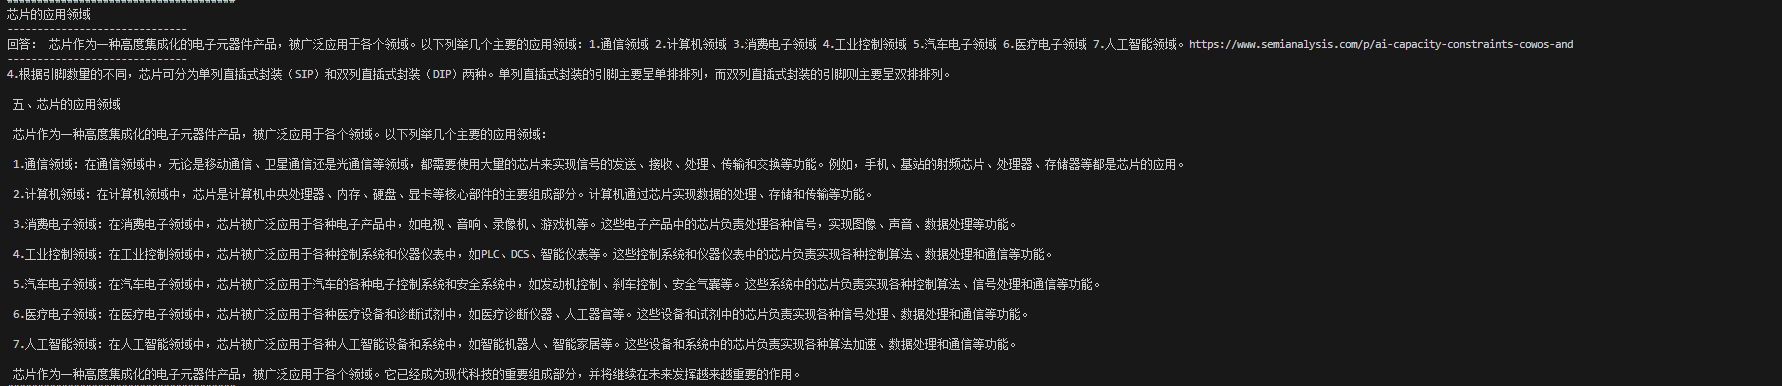 芯片的应用领域
------------------------------
回答： 芯片作为一种高度集成化的电子元器件产品，被广泛应用于各个领域。以下列举几个主要的应用领域：1.通信领域 2.计算机领域 3.消费电子领域 4.工业控制领域 5.汽车电子领域 6.医疗电子领域 7.人工智能领域。https://www.semianalysis.com/p/ai-capacity-constraints-cowos-and
------------------------------
4.根据引脚数量的不同，芯片可分为单列直插式封装（SIP）和双列直插式封装（DIP）两种。单列直插式封装的引脚主要呈单排排列，而双列直插式封装的引脚则主要呈双排排列。
五、芯片的应用领域
芯片作为一种高度集成化的电子元器件产品，被广泛应用于各个领域。以下列举几个主要的应用领域：
1.通信领域：在通信领域中，无论是移动通信、卫星通信还是光通信等领域，都需要使用大量的芯片来实现信号的发送、接收、处理、传输和交换等功能。例如，手机、基站的射频芯片、处理器、存储器等都是芯片的应用。
2.计算机领域：在计算机领域中，芯片是计算机中央处理器、内存、硬盘、显卡等核心部件的主要组成部分。计算机通过芯片实现数据的处理、存储和传输等功能。
3.消费电子领域：在消费电子领域中，芯片被广泛应用于各种电子产品中，如电视、音响、录像机、游戏机等。这些电子产品中的芯片负责处理各种信号，实现图像、声音、数据处理等功能。
4.工业控制领域：在工业控制领域中，芯片被广泛应用于各种控制系统和仪器仪表中，如PLC、DCS、智能仪表等。这些控制系统和仪器仪表中的芯片负责实现各种控制算法、数据处理和通信等功能。
5.汽车电子领域：在汽车电子领域中，芯片被广泛应用于汽车的各种电子控制系统和安全系统中，如发动机控制、刹车控制、安全气囊等。这些系统中的芯片负责实现各种控制算法、信号处理和通信等功能。
6.医疗电子领域：在医疗电子领域中，芯片被广泛应用于各种医疗设备和诊断试剂中，如医疗诊断仪器、人工器官等。这些设备和试剂中的芯片负责实现各种信号处理、数据处理和通信等功能。
7.人工智能领域：在人工智能领域中，芯片被广泛应用于各种人工智能设备和系统中，如智能机器人、智能家居等。这些设备和系统中的芯片负责实现各种算法加速、数据处理和通信等功能。
芯片作为一种高度集成化的电子元器件产品，被广泛应用于各个领域。它已经成为现代科技的重要组成部分，并将继续在未来发挥越来越重要的作用。